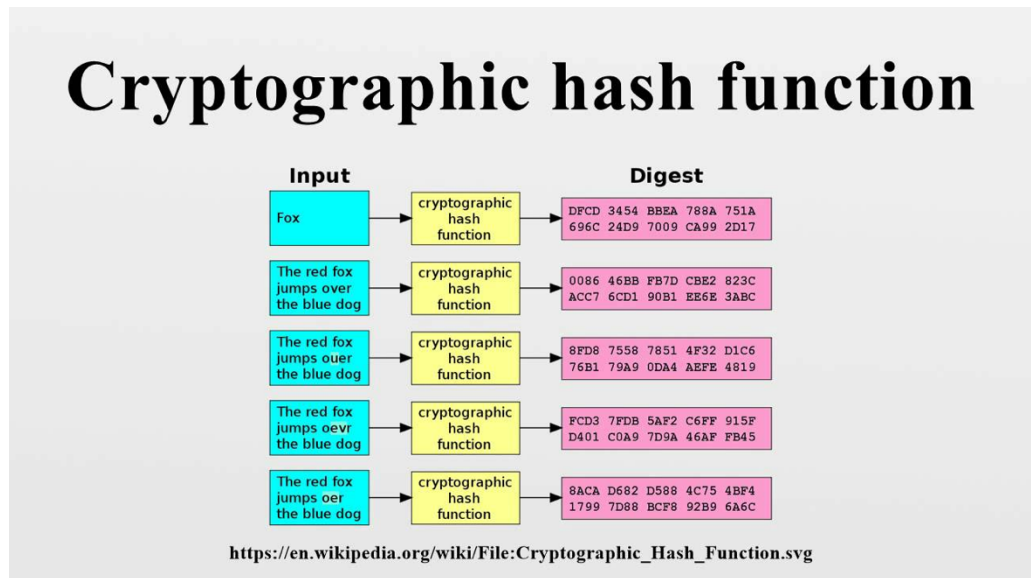 Cryptographic hash function
Input
Digest
Fox
cryptographic
hash
function
DFCD 3454 BBEA 788A 751A
696C 24D9 7009 CA99 2D17
The red fox
jumps over
the blue dog
cryptographic
hash
function
0086 46BB FB7D CBE2 823C
ACC7 6CD1 90B1 EE6E 3ABC
The red fox
jumps ouer
the blue dog
cryptographic
hash
function
8FD8 7558 7851 4F32 D1C6
76B1 79A9 0DA4 AEFE 4819
The red fox
jumps oevr
the blue dog
cryptographic
hash
function
FCD3 7FDB 5AF2 C6FF 915F
D401 C0A9 7D9A 46AF FB45
The red fox
jumps oer
the blue dog
cryptographic
hash
function
8ACA D682 D588 4C75 4BF4
1799 7D88 BCF8 92B9 6A6C
https://en.wikipedia.org/wiki/File:Cryptographic_Hash_Function.svg